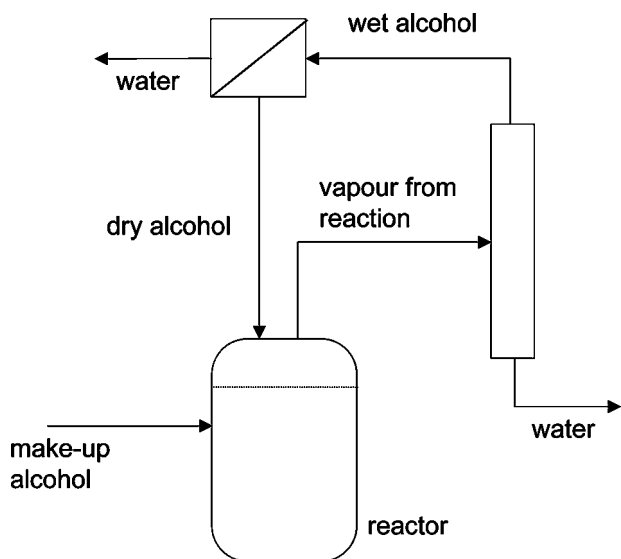 wet alcohol
water
vapour from
reaction
dry alcohol
water
make-up
alcohol
reactor